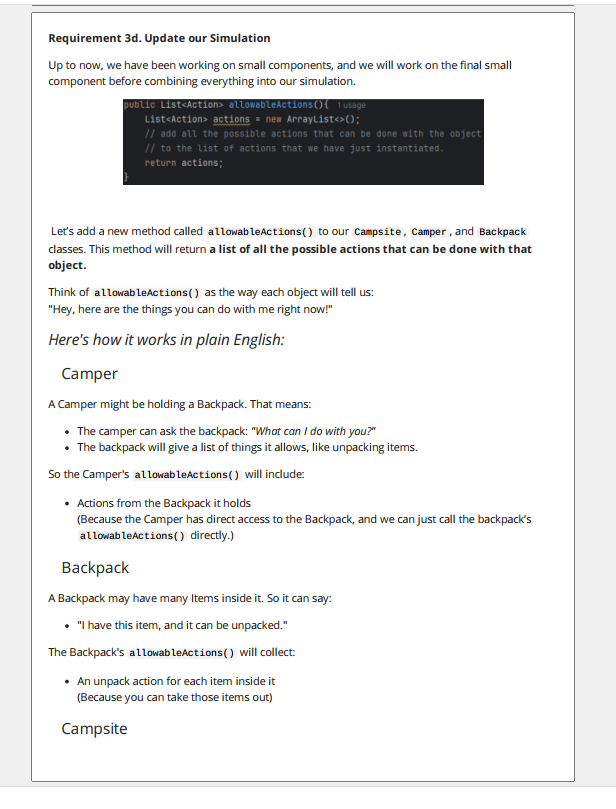 Requirement 3d. Update our Simulation
Up to now, we have been working on small components, and we will work on the final small
component before combining everything into our simulation.
public List<Action> allowableActions(){ 1 usage
List<Action> actions = new ArrayList<>();
// add all the possible actions that can be done with the object
// to the list of actions that we have just instantiated.
return actions;
}
Let's add a new method called allowableActions() to our Campsite, Camper, and Backpack
classes. This method will return a list of all the possible actions that can be done with that
object.
Think of allowableActions() as the way each object will tell us:
"Hey, here are the things you can do with me right now!"
Here's how it works in plain English:
Camper
A Camper might be holding a Backpack. That means:
• The camper can ask the backpack: "What can I do with you?"
• The backpack will give a list of things it allows, like unpacking items.
So the Camper's allowableActions() will include:
• Actions from the Backpack it holds
(Because the Camper has direct access to the Backpack, and we can just call the backpack's
allowableActions() directly.)
Backpack
A Backpack may have many Items inside it. So it can say:
• "I have this item, and it can be unpacked."
The Backpack's allowableActions() will collect:
• An unpack action for each item inside it
(Because you can take those items out)
Campsite